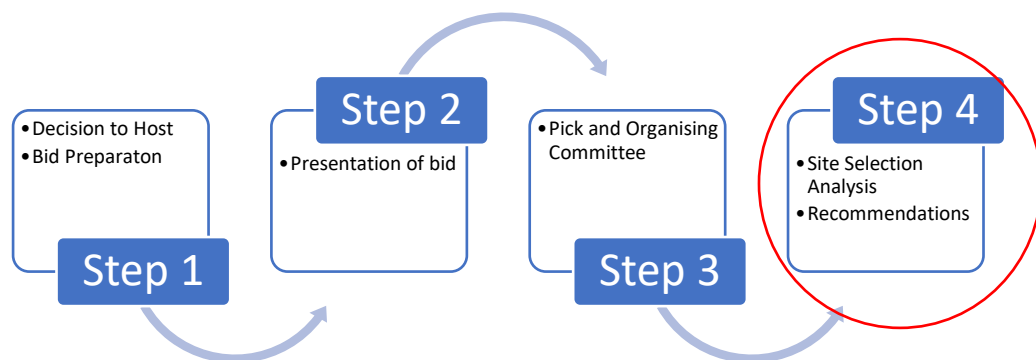 •Decision to Host
•Bid Preparaton
Step 1
Step 2
•Presentation of bid
•Pick and Organising
Committee
Step 3
Step 4
•Site Selection
Analysis
•Recommendations